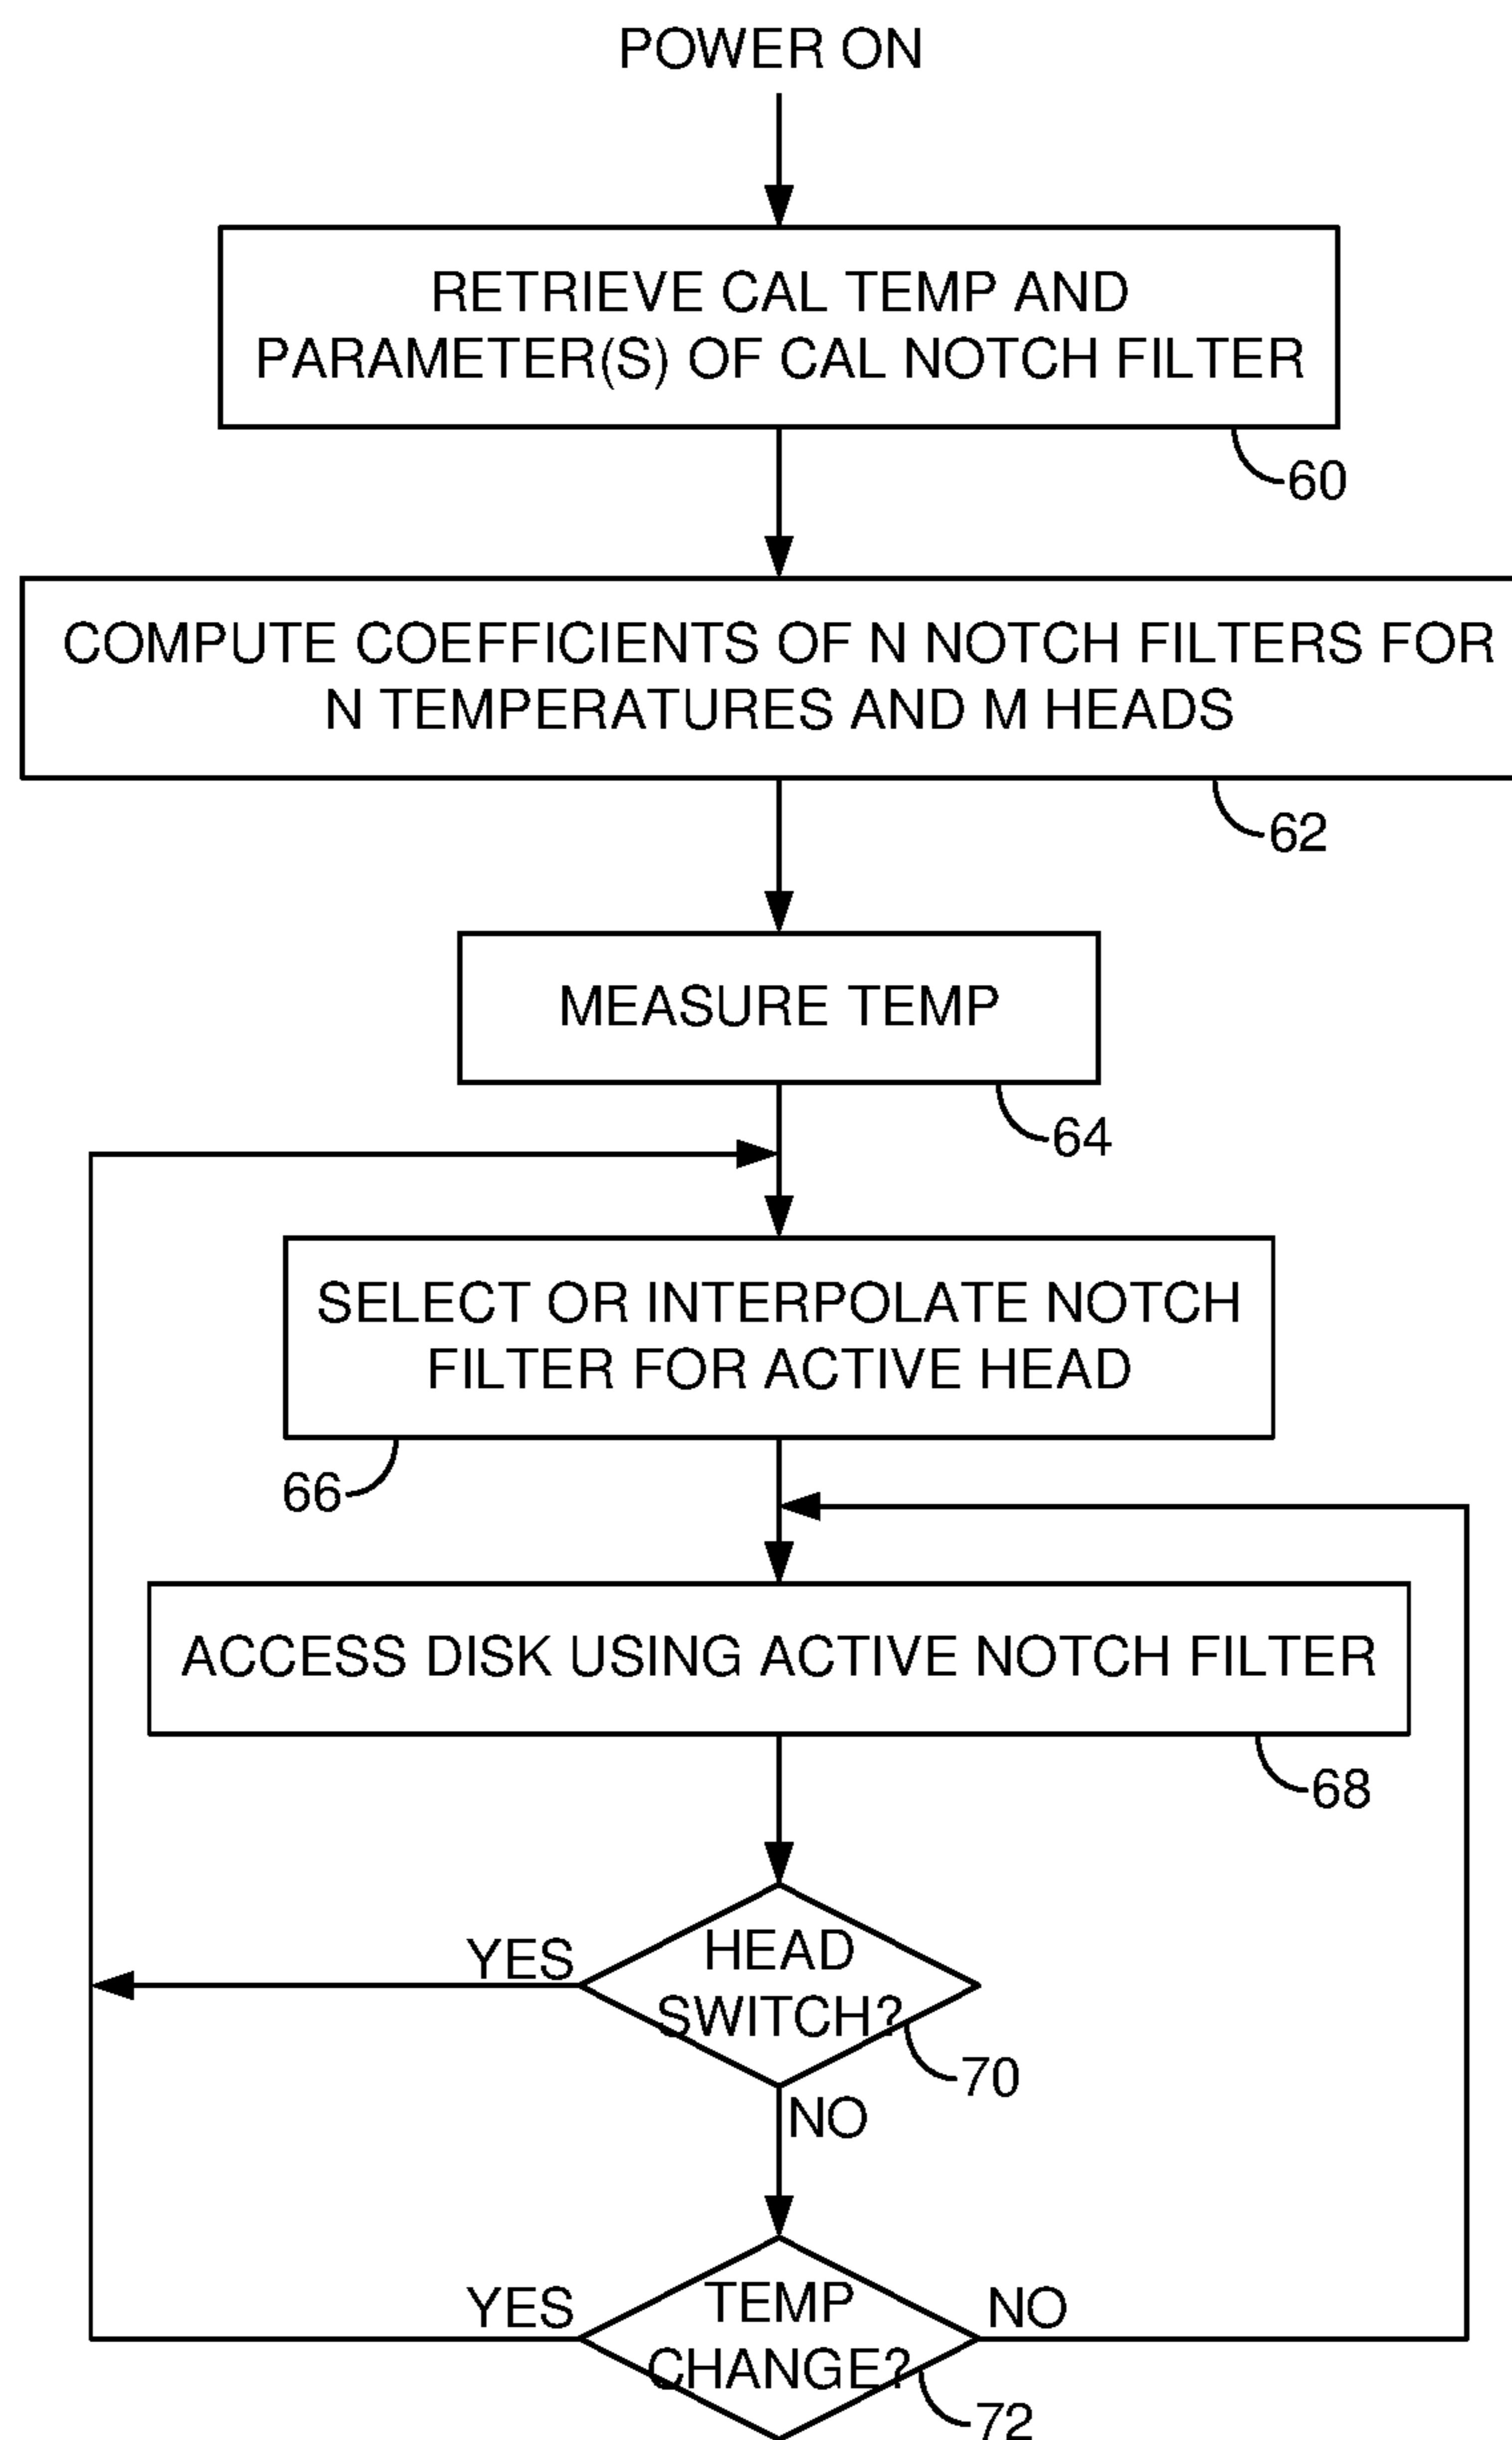 POWER ON
RETRIEVE CAL TEMP AND
PARAMETER(S) OF CAL NOTCH FILTER
60
COMPUTE COEFFICIENTS OF N NOTCH FILTERS FOR
N TEMPERATURES AND M HEADS
62
MEASURE TEMP
64
SELECT OR INTERPOLATE NOTCH
FILTER FOR ACTIVE HEAD
66
ACCESS DISK USING ACTIVE NOTCH FILTER
68
YES
HEAD
SWITCH?
70
NO
YES
TEMP
CHANGE?
NO
72